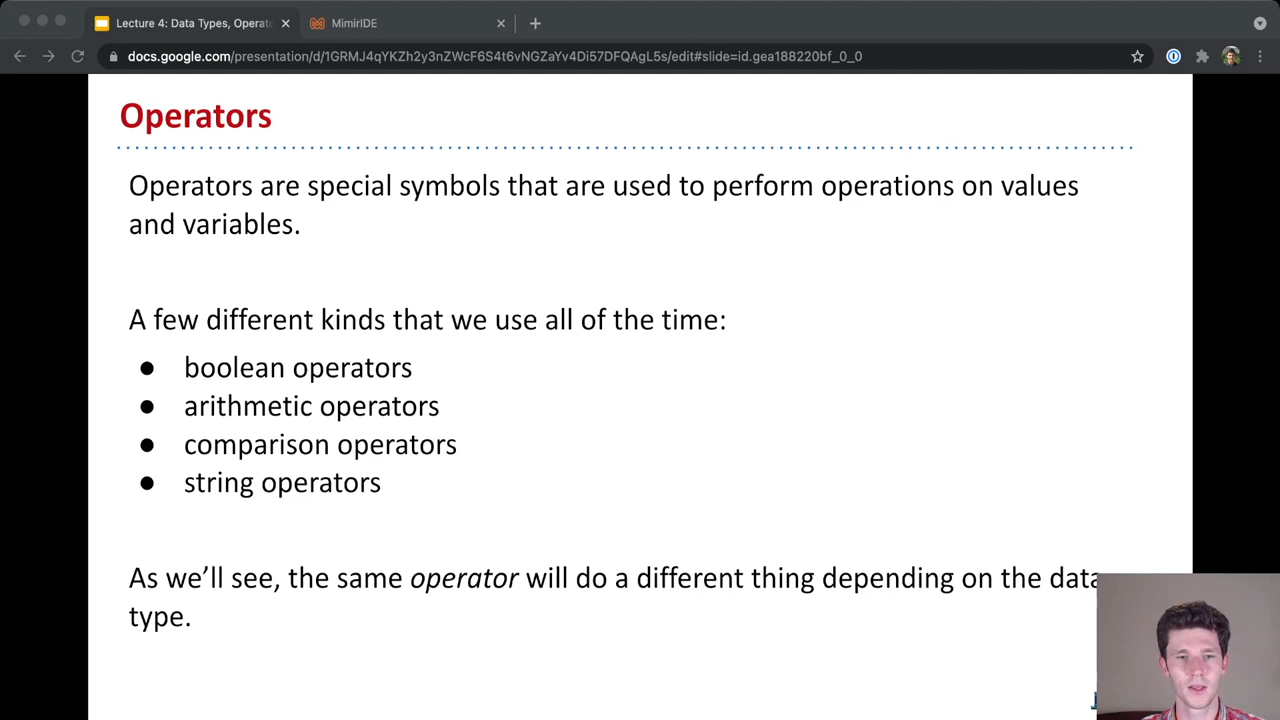 Lecture 4: Data Types, Operato
MimirIDE
docs.google.com/presentation/d/1GRMJ4qYKZh2y3nZWcF6S4t6vNGZaYv4Di57DFQAgL5s/edit#slide=id.gea188220bf_0_0
Operators
Operators are special symbols that are used to perform operations on values
and variables.
A few different kinds that we use all of the time:
● boolean operators
● arithmetic operators
● comparison operators
● string operators
As we’ll see, the same operator will do a different thing depending on the data
type.